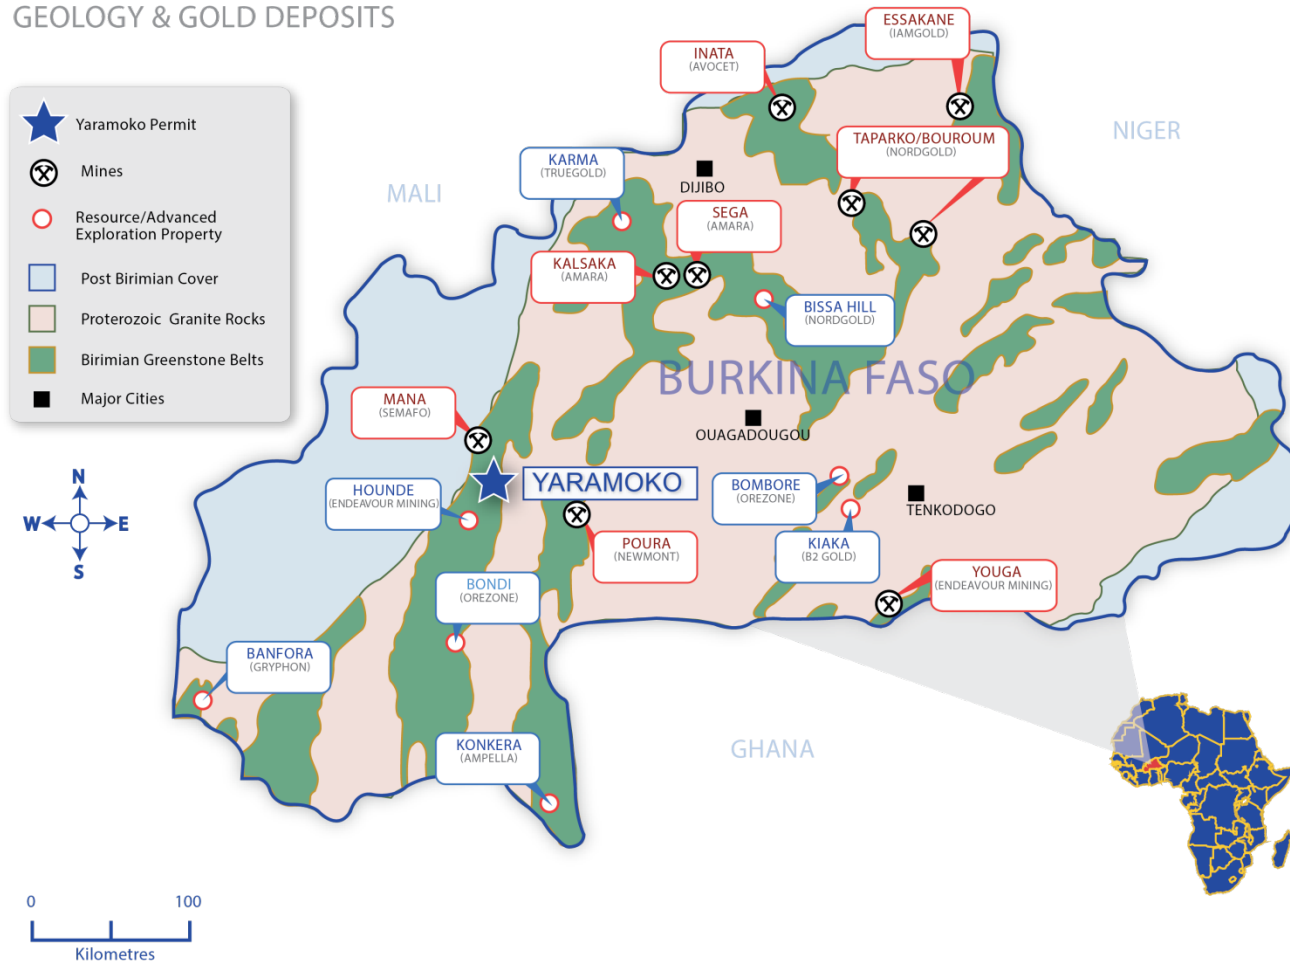 GEOLOGY & GOLD DEPOSITS
Yaramoko Permit
Mines
Resource/Advanced
Exploration Property
Post Birimian Cover
Proterozoic Granite Rocks
Birimian Greenstone Belts
Major Cities
ESSAKANE
(IAMGOLD)
INATA
(AVOCET)
NIGER
TAPARKO/BOUROUM
(NORDGOLD)
KARMA
(TRUEGOLD)
MALI
DIJIBO
SEGA
(AMARA)
KALSAKA
(AMARA)
BISSA HILL
(NORDGOLD)
BURKINA FASO
MANA
(SEMAFO)
OUAGADOUGOU
YARAMOKO
BOMBORE
(OREZONE)
HOUNDE
(ENDEAVOUR MINING)
TENKODOGO
POURA
(NEWMONT)
KIAKA
(B2 GOLD)
YOUGA
(ENDEAVOUR MINING)
BONDI
(OREZONE)
BANFORA
(GRYPHON)
KONKERA
(AMPELLA)
GHANA
N
W
E
S
0
100
Kilometres